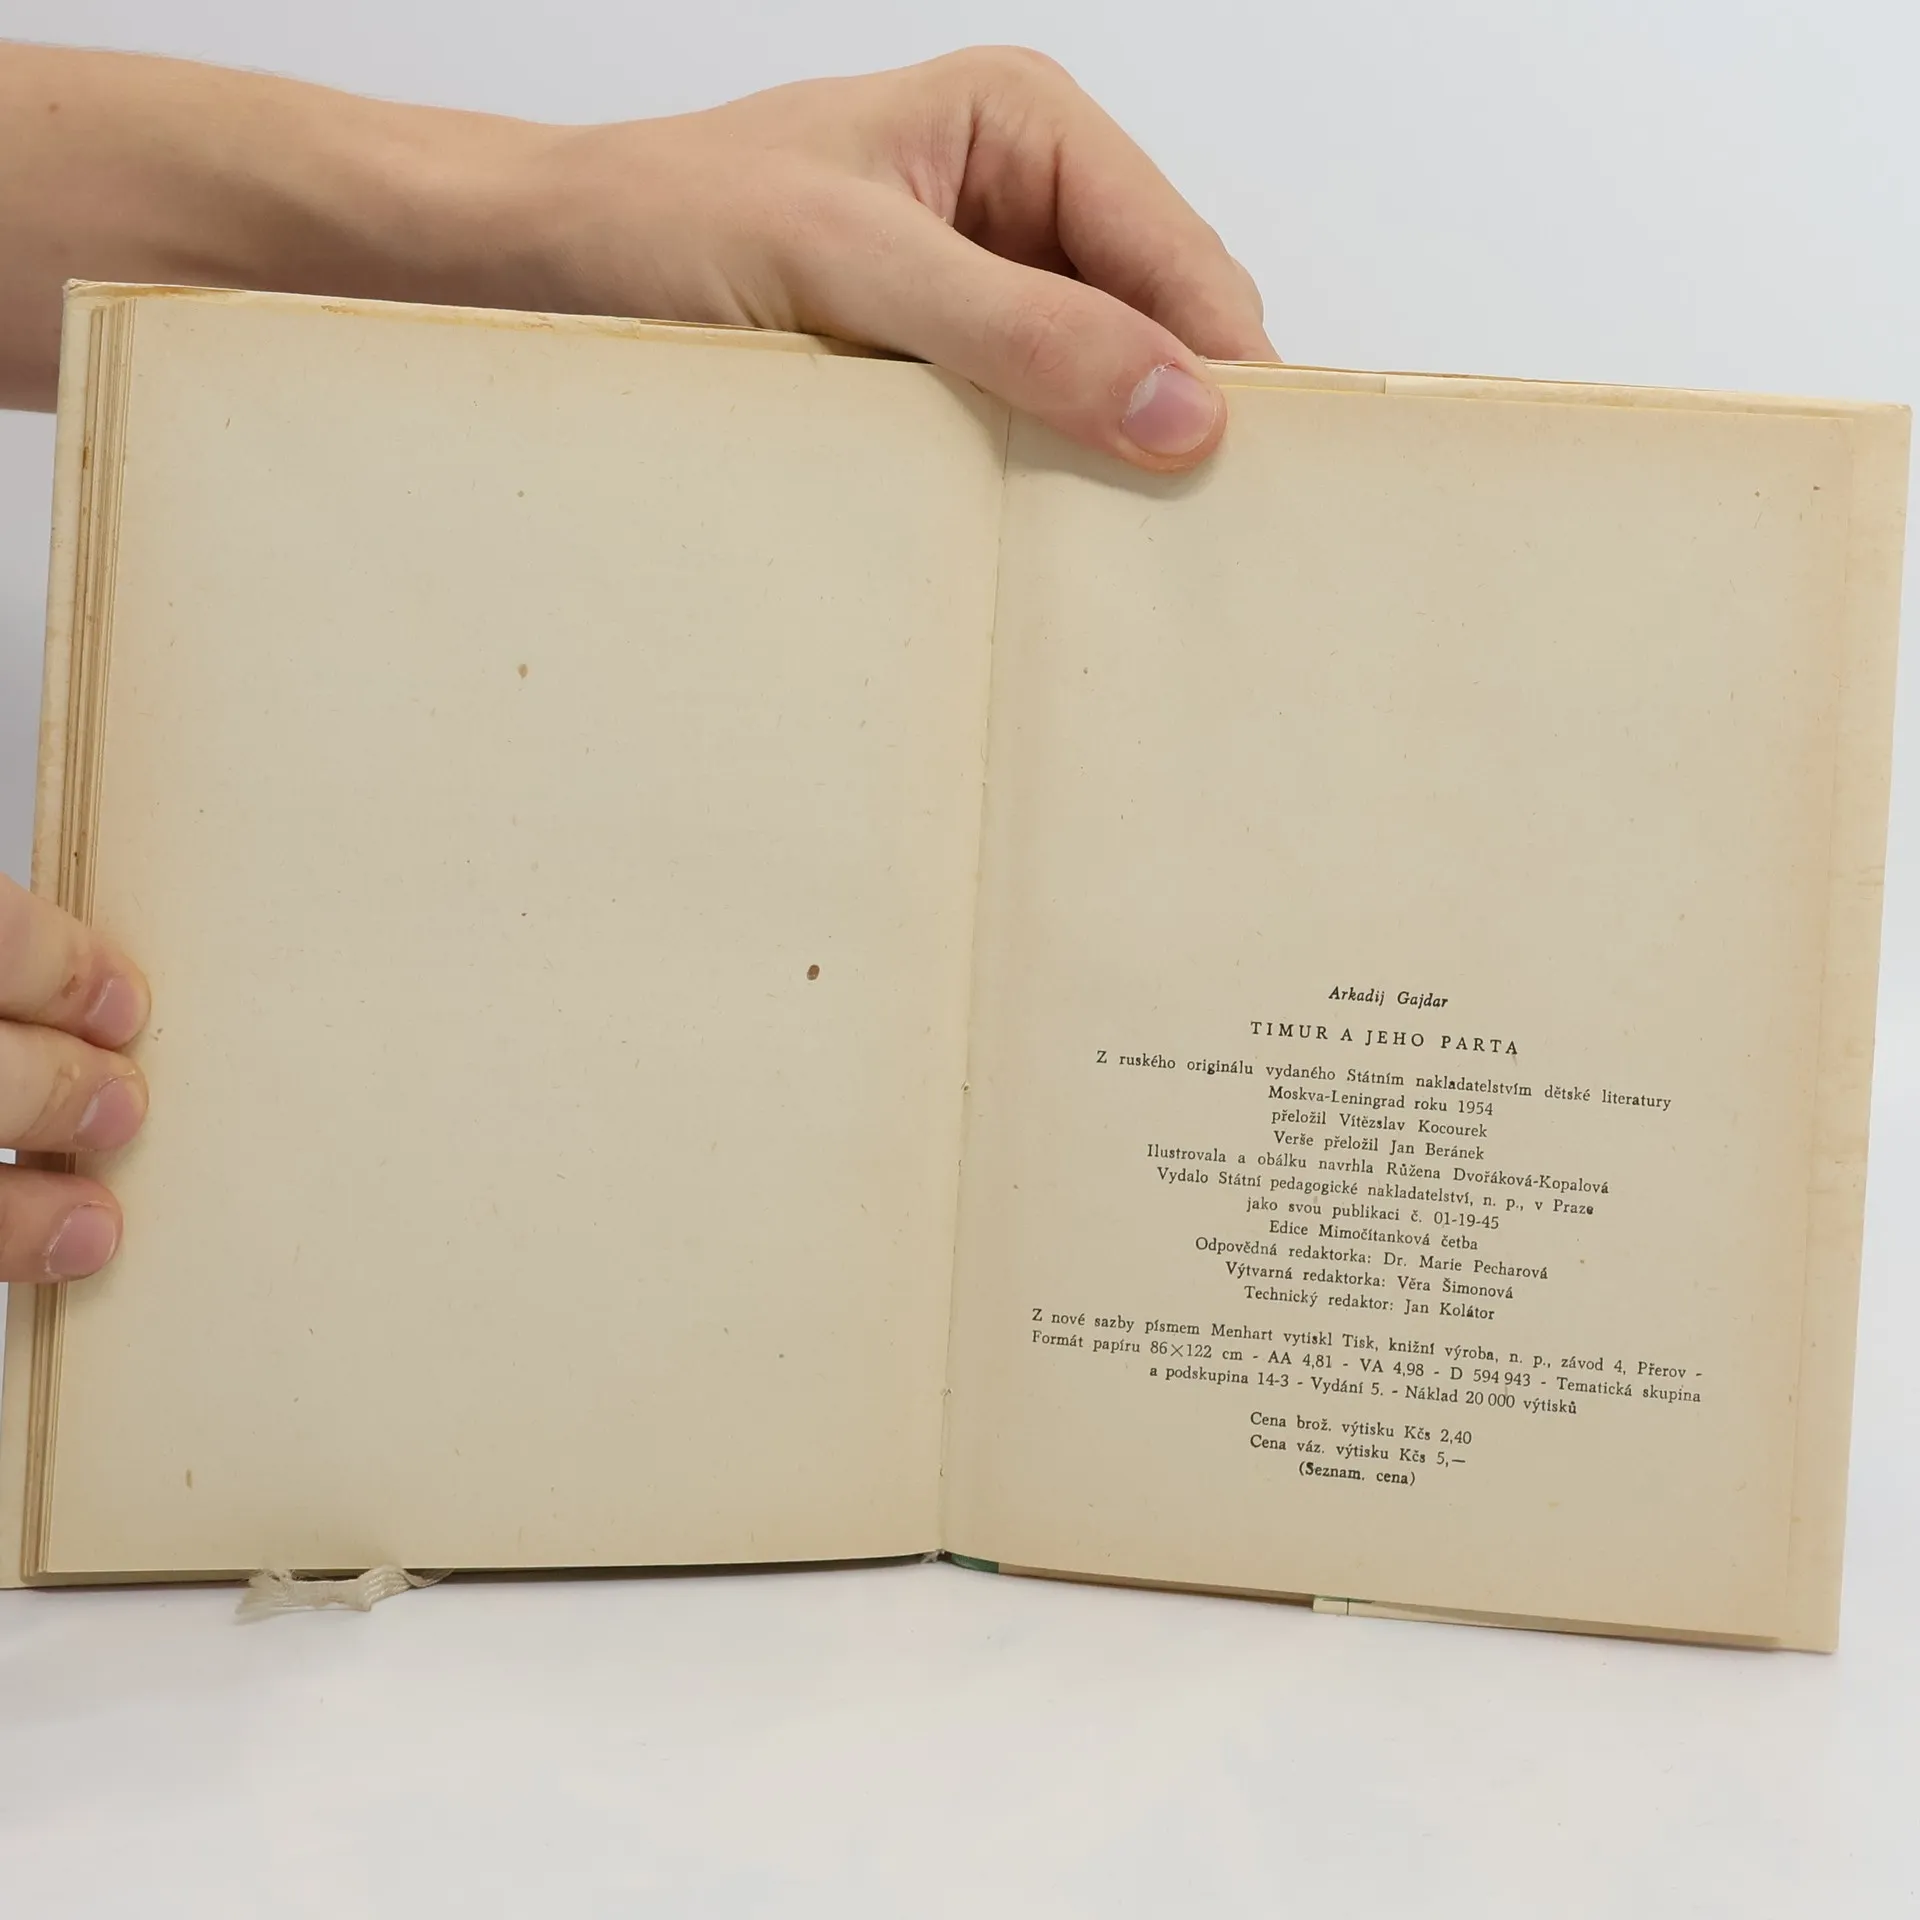 Arkadij Gajdar
TIMUR A JEHO PARTA
Z ruského originálu vydaného Státním nakladatelstvím dětské literatury
Moskva-Leningrad roku 1954
přeložil Vítězslav Kocourek
Verše přeložil Jan Beránek
Ilustrovala a obálku navrhla Růžena Dvořáková-Kopalová
Vydalo Státní pedagogické nakladatelství, n. p., v Praze
jako svou publikaci č. 01-19-45
Edice Mimočítanková četba
Odpovědná redaktorka: Dr. Marie Pecharová
Výtvarná redaktorka: Věra Šimonová
Technický redaktor: Jan Kolátor
Z nové sazby písmem Menhart vytiskl Tisk, knižní výroba, n. p., závod 4, Přerov -
Formát papíru 86×122 cm - AA 4,81 - VA 4,98 - D 594 943 - Tematická skupina
a podskupina 14-3 - Vydání 5. - Náklad 20 000 výtisků
Cena brož. výtisku Kčs 2,40
Cena váz. výtisku Kčs 5,—
(Seznam. cena)